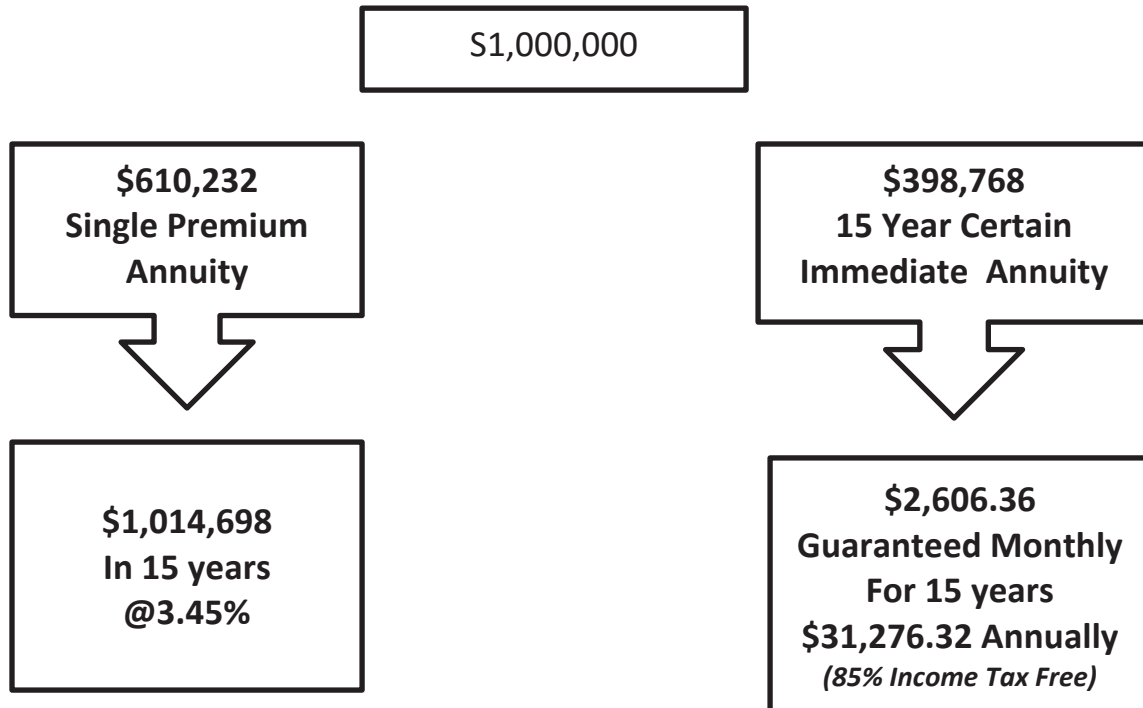 S1,000,000
$610,232
Single Premium
Annuity
$398,768
15 Year Certain
Immediate Annuity
$1,014,698
In 15 years
@3.45%
$2,606.36
Guaranteed Monthly
For 15 years
$31,276.32 Annually
(85% Income Tax Free)